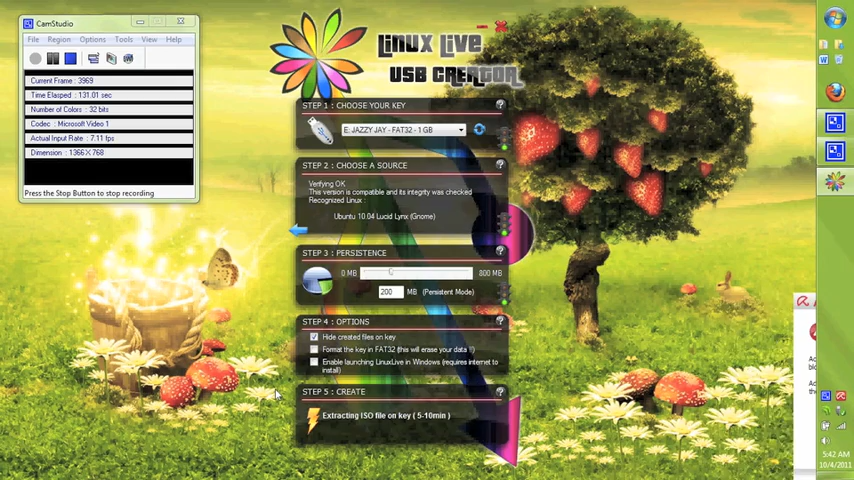 CamStudio
File Region Options Tools View Help
Current Frame : 3969
Time Elasped : 131.01 sec
Number of Colors : 32 bits
Codec : Microsoft Video 1
Actual Input Rate : 7.11 fps
Dimension : 1366 X 768
Press the Stop Button to stop recording
LINUX LIVE
USB CREATOR
STEP 1 : CHOOSE YOUR KEY
E: JAZZY JAY - FAT32 - 1 GB
STEP 2 : CHOOSE A SOURCE
Verifying OK
This version is compatible and its integrity was checked
Recognized Linux :
Ubuntu 10.04 Lucid Lynx (Gnome)
STEP 3 : PERSISTENCE
0 MB 800 MB
200 MB (Persistent Mode)
STEP 4 : OPTIONS
Hide created files on key
Format the key in FAT32 (this will erase your data !!)
Enable launching LinuxLive in Windows (requires internet to
install)
STEP 5 : CREATE
Extracting ISO file on key ( 5-10min )
5:42 AM
10/4/2011